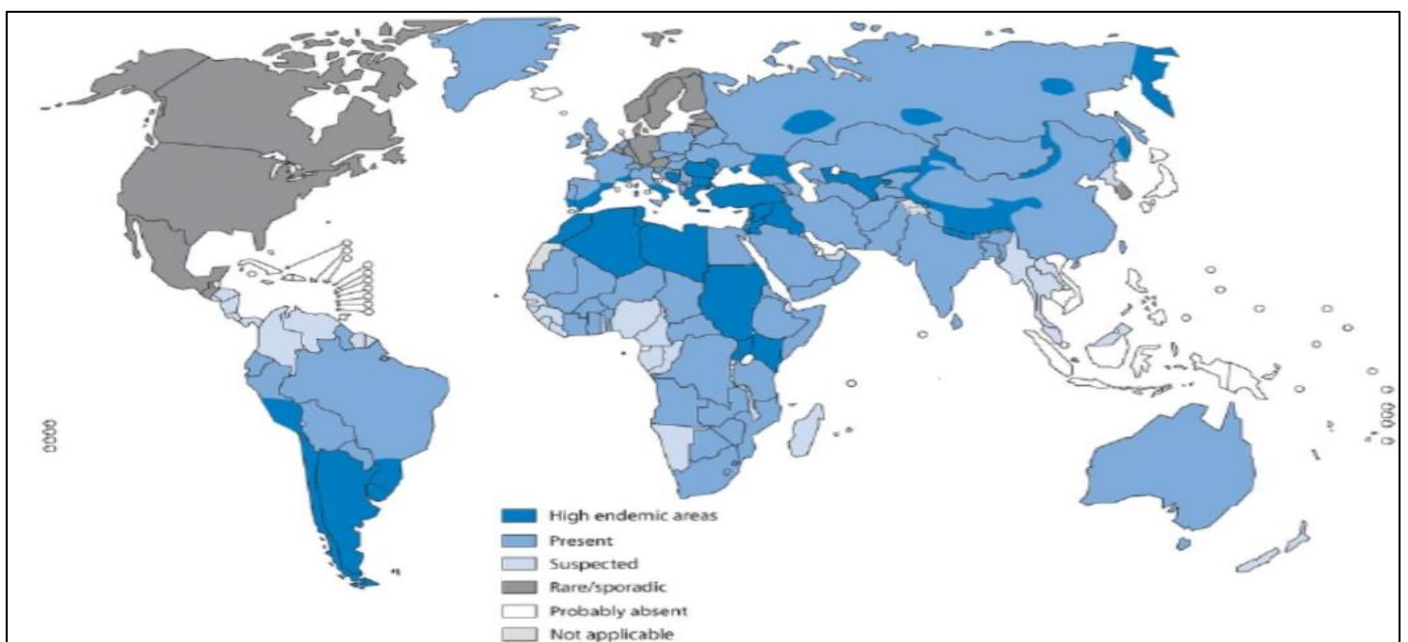 High endemic areas
Present
Suspected
Rare/sporadic
Probably absent
Not applicable